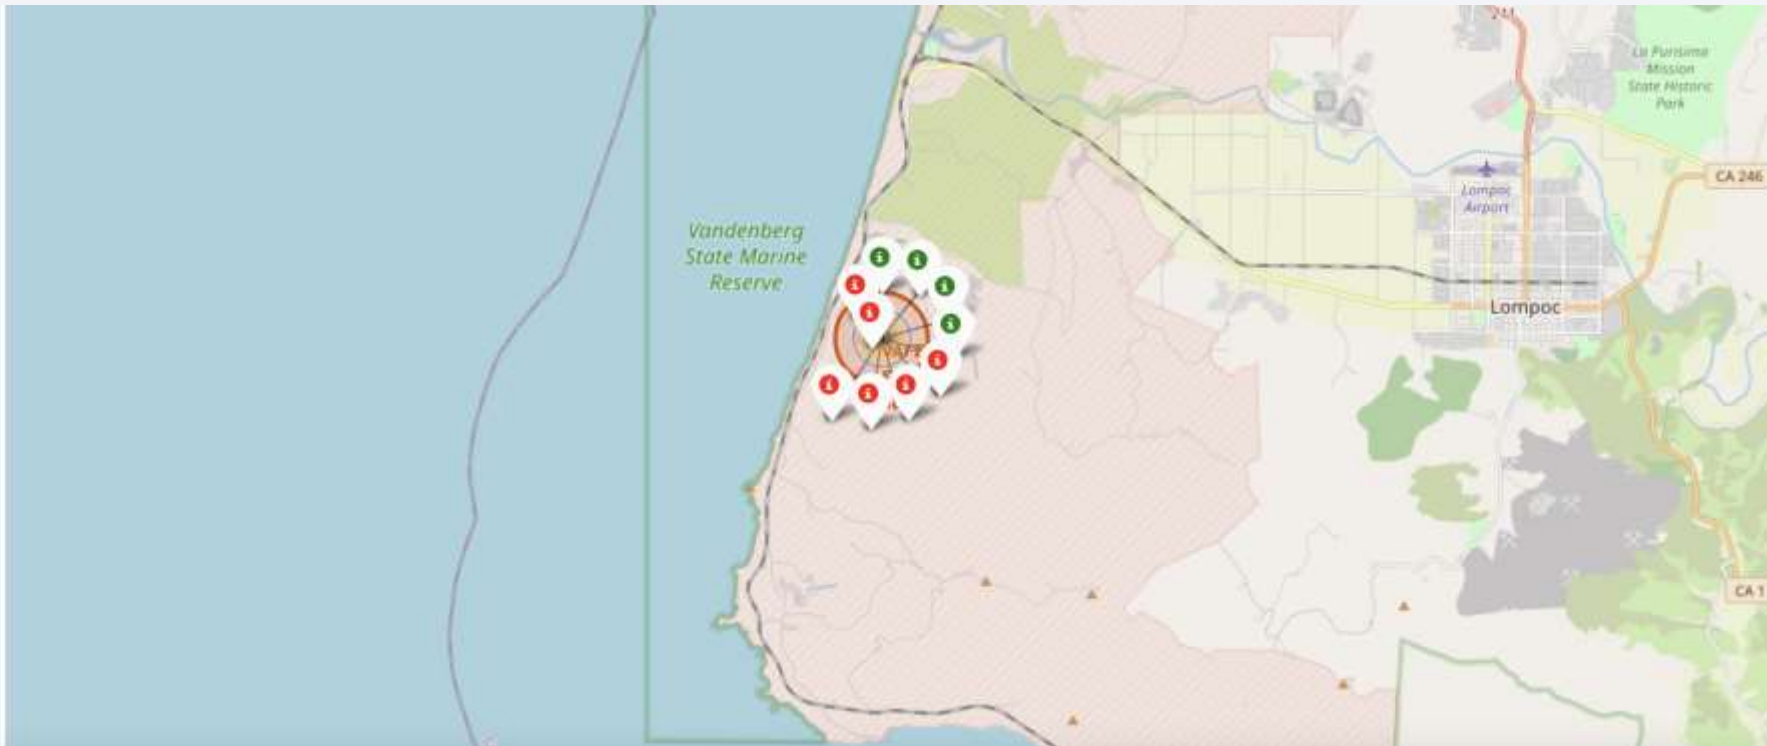 La Purisima
Mission
State Historic
Park
CA 246
Lompoc
Airport
Vandenberg
State Marine
Reserve
Lompoc
CA 1